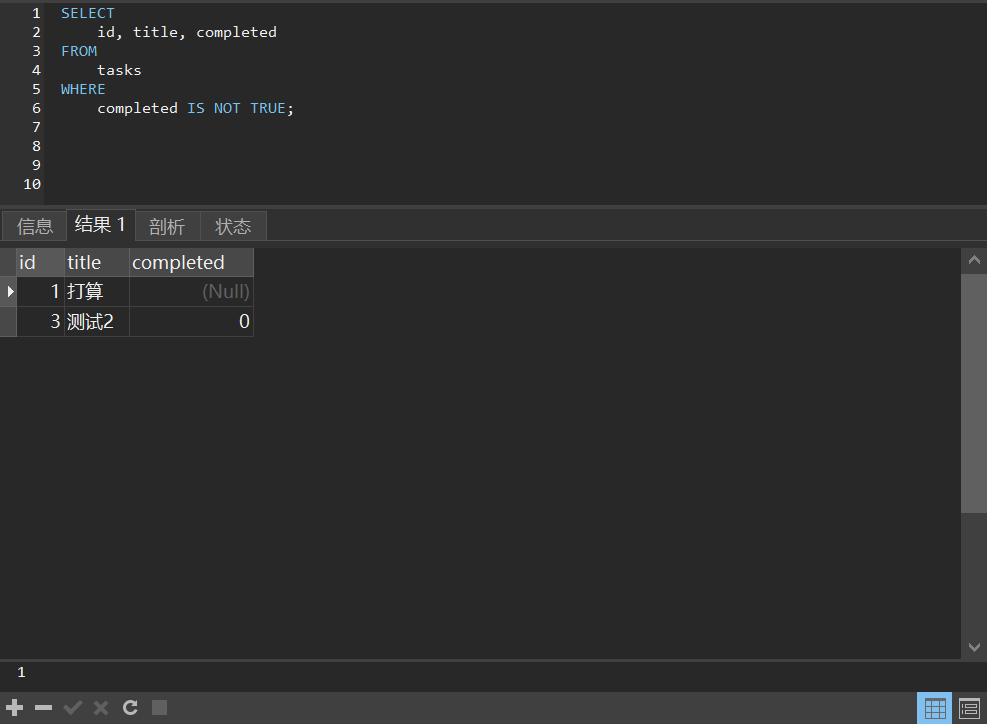 1 SELECT
2     id, title, completed
3 FROM
4     tasks
5 WHERE
6     completed IS NOT TRUE;
7
8
9
10
信息 结果 1 剖析 状态
id title completed
1 打算 (Null)
3 测试2 0
1